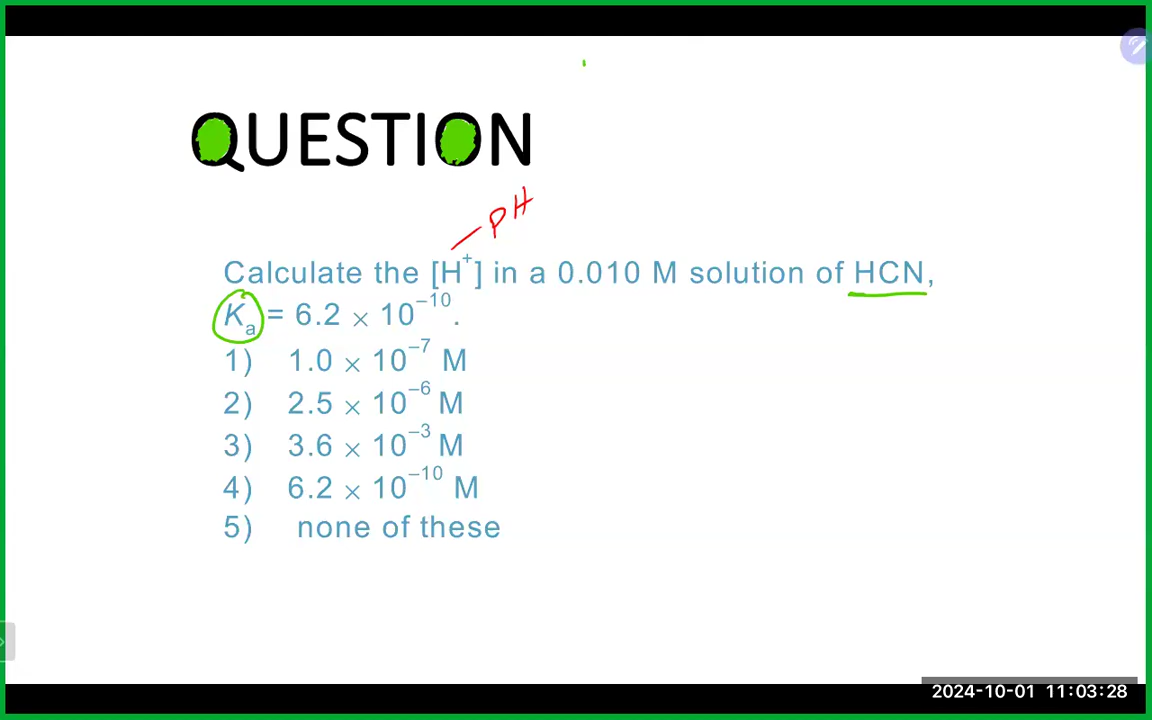 QUESTION
pH
Calculate the [H⁺] in a 0.010 M solution of HCN,
Kₐ = 6.2 × 10⁻¹⁰.
1) 1.0 × 10⁻⁷ M
2) 2.5 × 10⁻⁶ M
3) 3.6 × 10⁻³ M
4) 6.2 × 10⁻¹⁰ M
5) none of these
2024-10-01 11:03:28